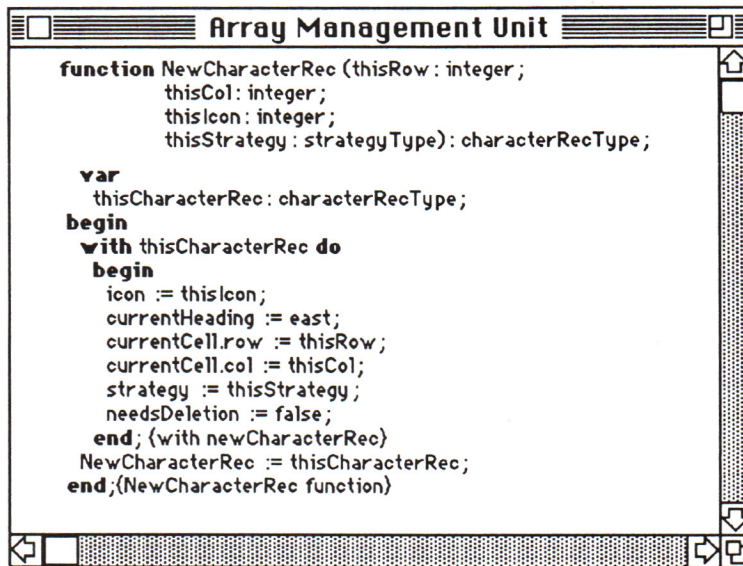 Array Management Unit
function NewCharacterRec (thisRow: integer;
thisCol: integer;
thisIcon: integer;
thisStrategy: strategyType): characterRecType;
var
thisCharacterRec: characterRecType;
begin
with thisCharacterRec do
begin
icon := thisIcon;
currentHeading := east;
currentCell.row := thisRow;
currentCell.col := thisCol;
strategy := thisStrategy;
needsDeletion := false;
end; {with newCharacterRec}
NewCharacterRec := thisCharacterRec;
end;{NewCharacterRec function}